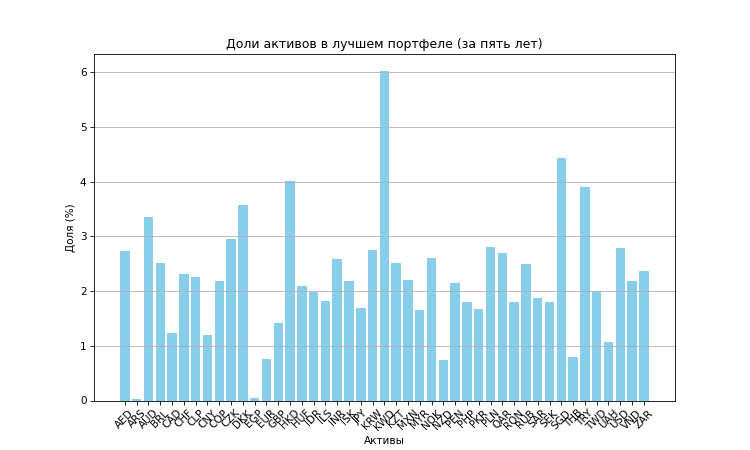 Доли активов в лучшем портфеле (за пять лет)
Доля (%)
6
5
4
3
2
1
0
AED ARS AUD BRL CAD CHF CLP CNY COP CZK DKK EGP EUR GBP HKD HUF IDR ILS INR ISK JPY KRW KWD KZT MXN MYR NOK NZD PEN PHP PKR PLN QAR RON RUB SAR SEK SGD THB TRY TWD UAH USD VND ZAR
Активы